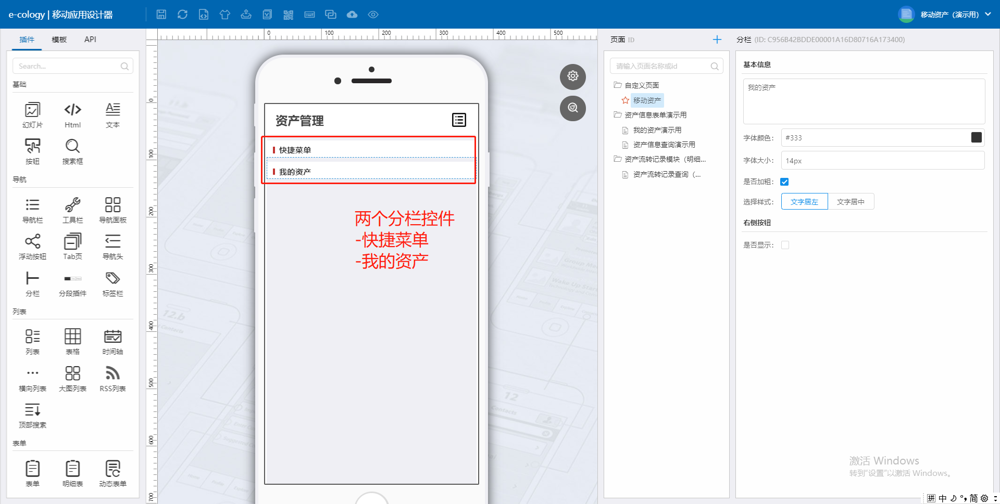 e-cology | 移动应用设计器
移动资产（演示用）
插件
模板
API
0
100
200
300
400
500
页面 ID
分栏 (ID: C956B42BDDE00001A16D80716A173400)
Search...
基础
幻灯片
Html
文本
按钮
搜索框
导航
导航栏
工具栏
导航面板
浮动按钮
Tab页
导航头
分栏
分段插件
标签栏
列表
列表
表格
时间轴
横向列表
大图列表
RSS列表
顶部搜索
表单
表单
明细表
动态表单
0
100
200
300
400
500
600
700
资产管理
快捷菜单
我的资产
两个分栏控件
-快捷菜单
-我的资产
12.b
Contacts
12
Contacts
请输入页面名称或id
自定义页面
移动资产
资产信息表单演示用
我的资产演示用
资产信息查询演示用
资产流转记录模块（明细...
资产流转记录查询（...
基本信息
我的资产
字体颜色：
#333
字体大小：
14px
是否加粗：
选择样式：
文字居左
文字居中
右侧按钮
是否显示：
激活 Windows
转到“设置”以激活 Windows。
拼 中 简